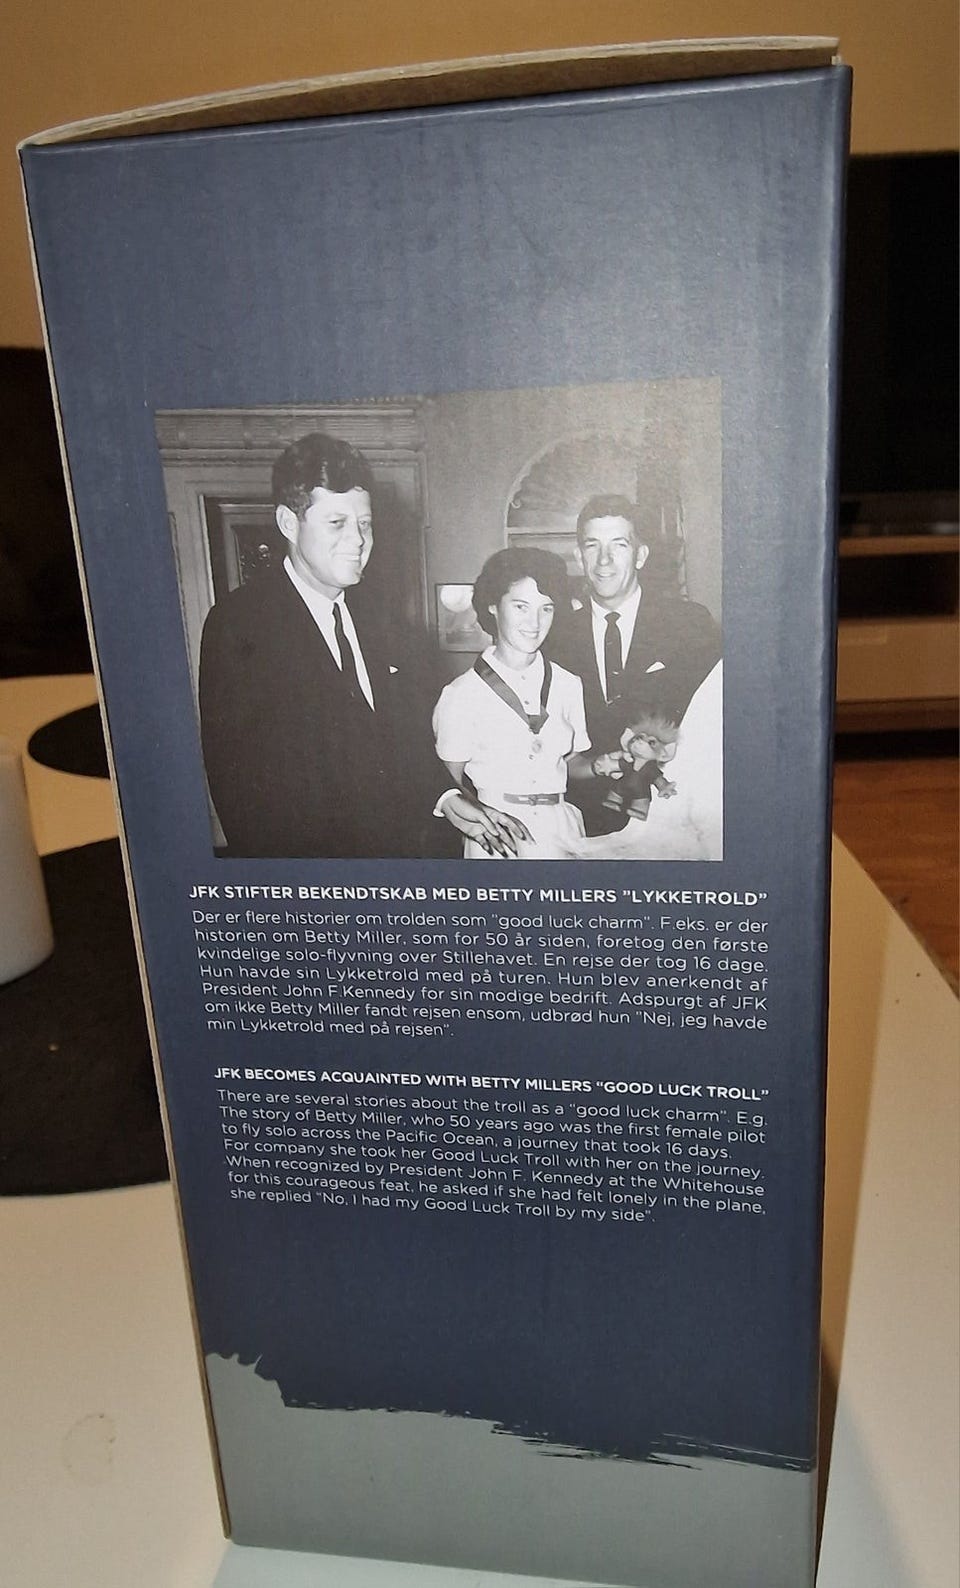 JFK STIFTER BEKENDTSKAB MED BETTY MILLERS "LYKKETROLD"
Der er flere historier om trolden som "good luck charm". F.eks. er der
historien om Betty Miller, som for 50 år siden, foretog den første
kvindelige solo-flyvning over Stillehavet. En rejse der tog 16 dage.
Hun havde sin Lykketrold med på turen. Hun blev anerkendt af
President John F.Kennedy for sin modige bedrift. Adspurgt af JFK
om ikke Betty Miller fandt rejsen ensom, udbrød hun "Nej, jeg havde
min Lykketrold med på rejsen".
JFK BECOMES ACQUAINTED WITH BETTY MILLERS "GOOD LUCK TROLL"
There are several stories about the troll as a "good luck charm". E.g.
The story of Betty Miller, who 50 years ago was the first female pilot
to fly solo across the Pacific Ocean, a journey that took 16 days.
For company she took her Good Luck Troll with her on the journey.
When recognized by President John F. Kennedy at the Whitehouse
for this courageous feat, he asked if she had felt lonely in the plane,
she replied "No, I had my Good Luck Troll by my side".